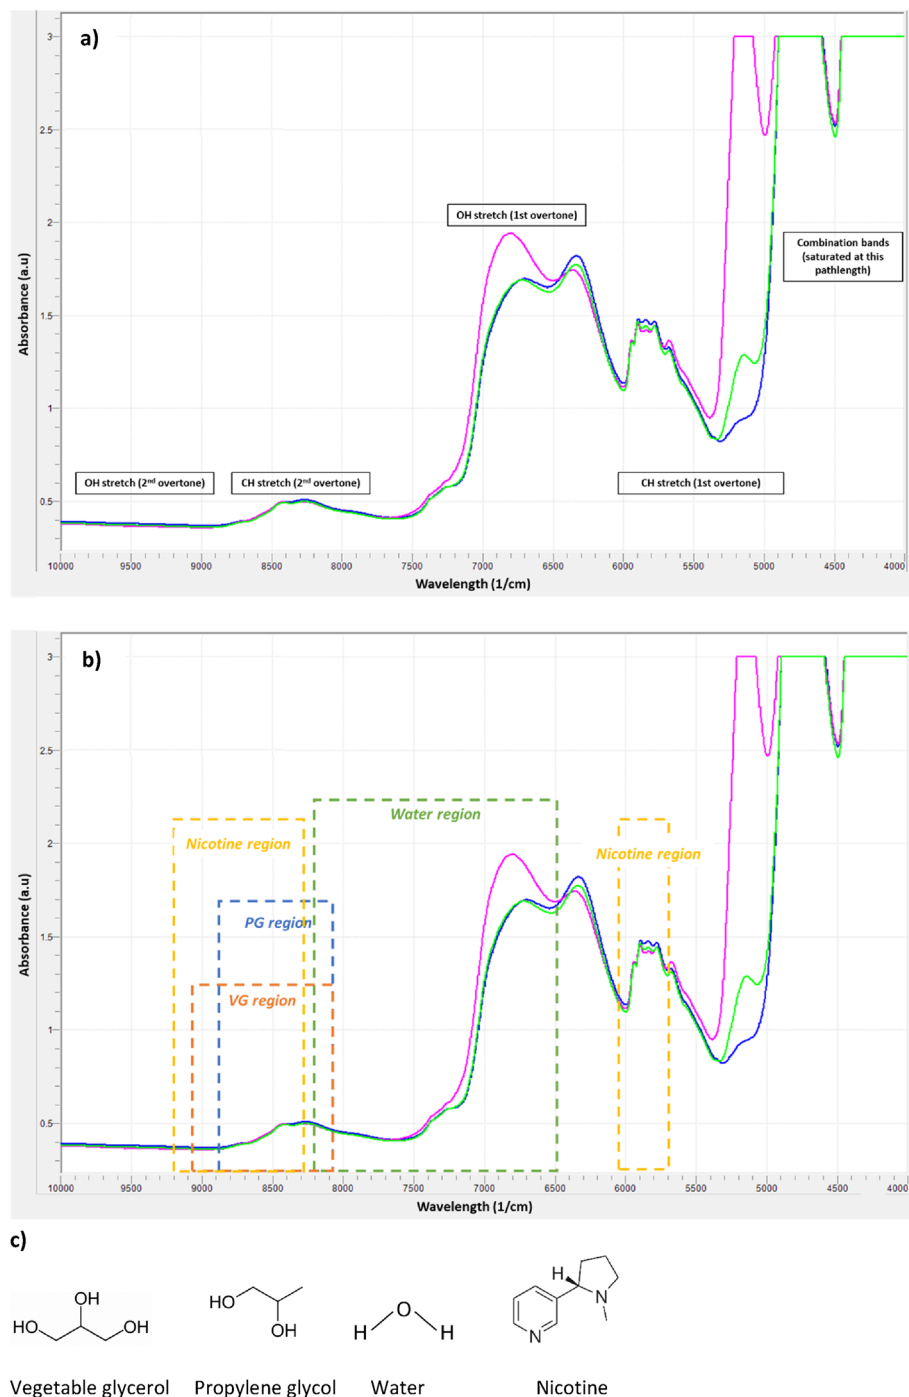 a)
3
2.5
2
1.5
1
0.5
Absorbance (a.u)
OH stretch (1st overtone)
Combination bands
(saturated at this
pathlength)
OH stretch (2nd overtone)
CH stretch (2nd overtone)
CH stretch (1st overtone)
10000 9500 9000 8500 8000 7500 7000 6500 6000 5500 5000 4500 4000
Wavelength (1/cm)
b)
3
2.5
2
1.5
1
0.5
Absorbance (a.u)
Water region
Nicotine region
Nicotine region
PG region
VG region
10000 9500 9000 8500 8000 7500 7000 6500 6000 5500 5000 4500 4000
Wavelength (1/cm)
c)
OH
HO
OH
HO
OH
O
H
H
H
N
N
Vegetable glycerol Propylene glycol Water Nicotine